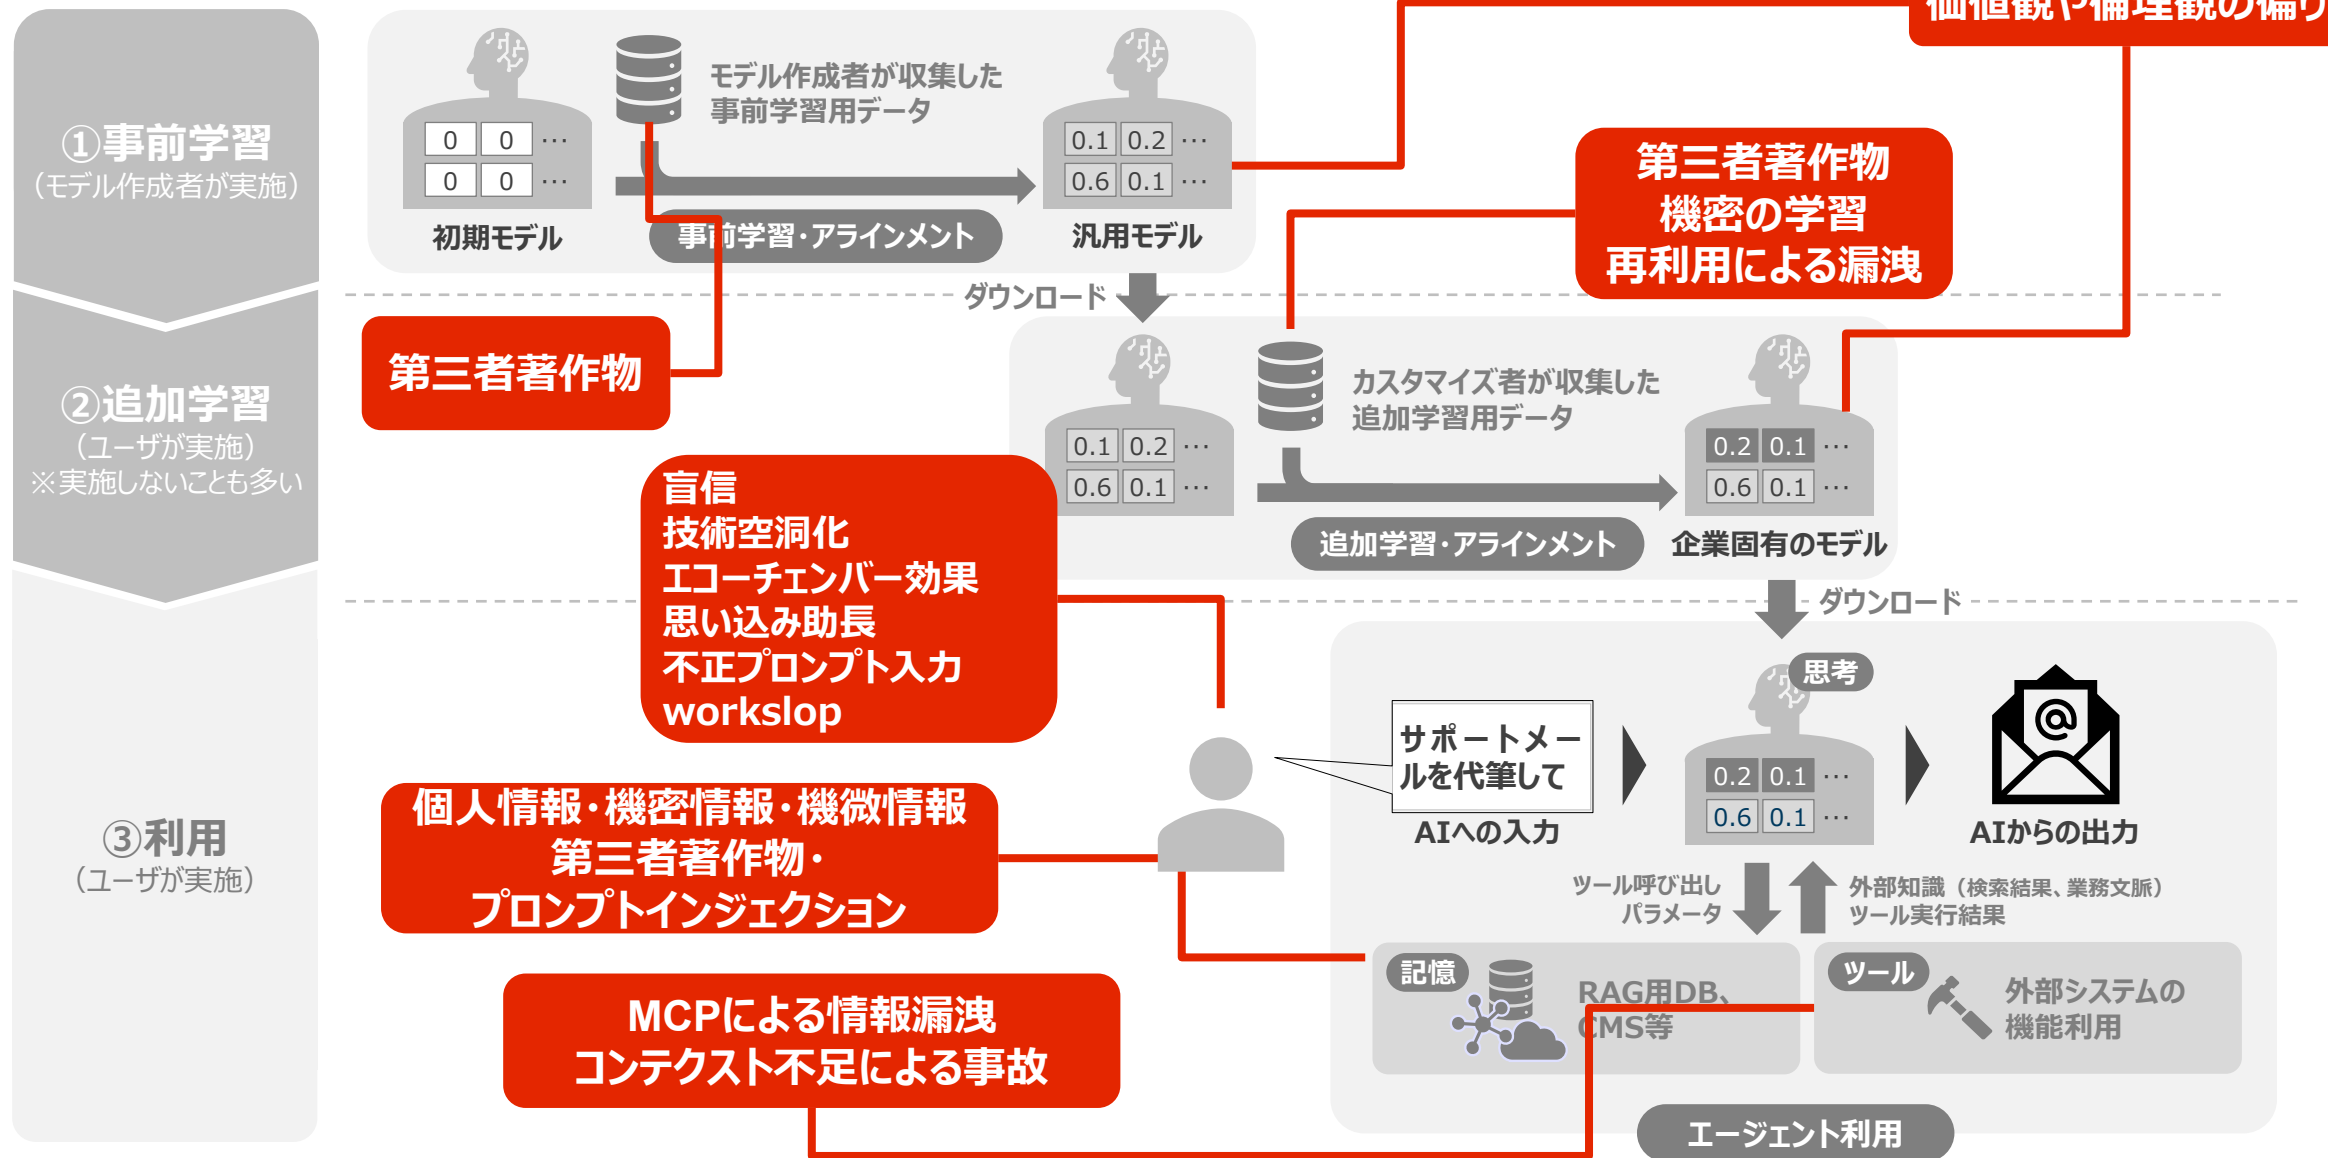 価値観や倫理観の偏り
①事前学習
（モデル作成者が実施）
0 0 …
0 0 …
初期モデル
モデル作成者が収集した
事前学習用データ
事前学習・アラインメント
0.1 0.2 …
0.6 0.1 …
汎用モデル
第三者著作物
機密の学習
再利用による漏洩
ダウンロード
②追加学習
（ユーザが実施）
※実施しないことも多い
第三者著作物
0.1 0.2 …
0.6 0.1 …
カスタマイズ者が収集した
追加学習用データ
追加学習・アラインメント
0.2 0.1 …
0.6 0.1 …
企業固有のモデル
盲信
技術空洞化
エコーチェンバー効果
思い込み助長
不正プロンプト入力
workslop
ダウンロード
③利用
（ユーザが実施）
サポートメー
ルを代筆して
AIへの入力
思考
0.2 0.1 …
0.6 0.1 …
AIからの出力
個人情報・機密情報・機微情報
第三者著作物・
プロンプトインジェクション
ツール呼び出し
パラメータ
外部知識（検索結果、業務文脈）
ツール実行結果
記憶
RAG用DB、
CMS等
ツール
外部システムの
機能利用
MCPによる情報漏洩
コンテクスト不足による事故
エージェント利用